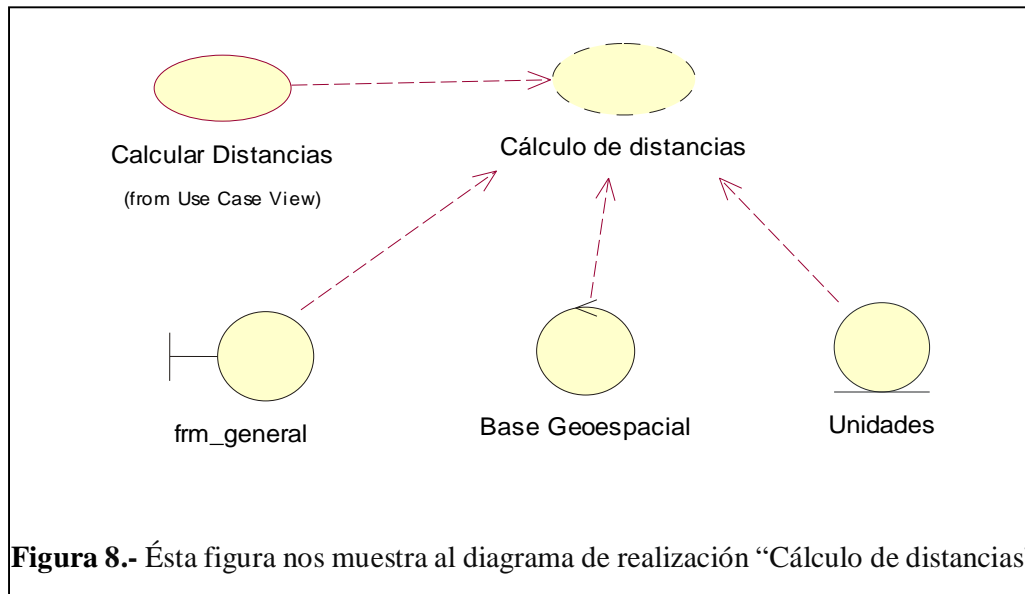 Calcular Distancias
(from Use Case View)
Cálculo de distancias
frm_general
Base Geoespacial
Unidades
Figura 8.- Ésta figura nos muestra al diagrama de realización “Cálculo de distancias”